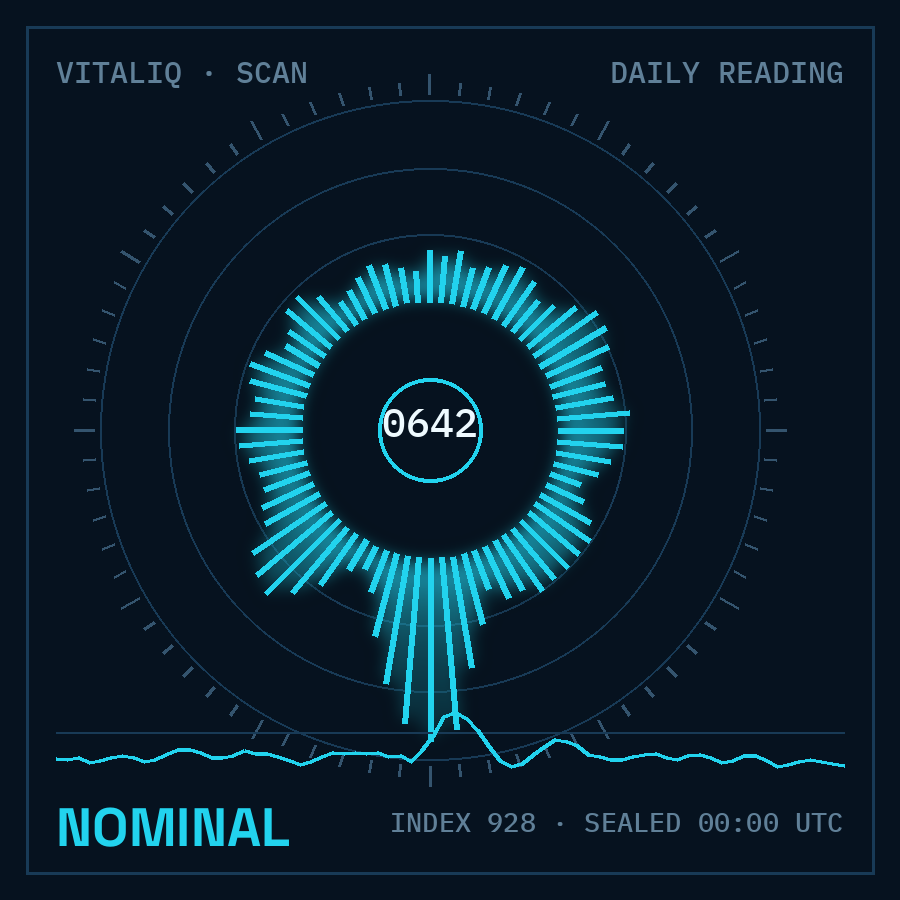 VITALIQ · SCAN
DAILY READING
0642
NOMINAL
INDEX 928 · SEALED 00:00 UTC